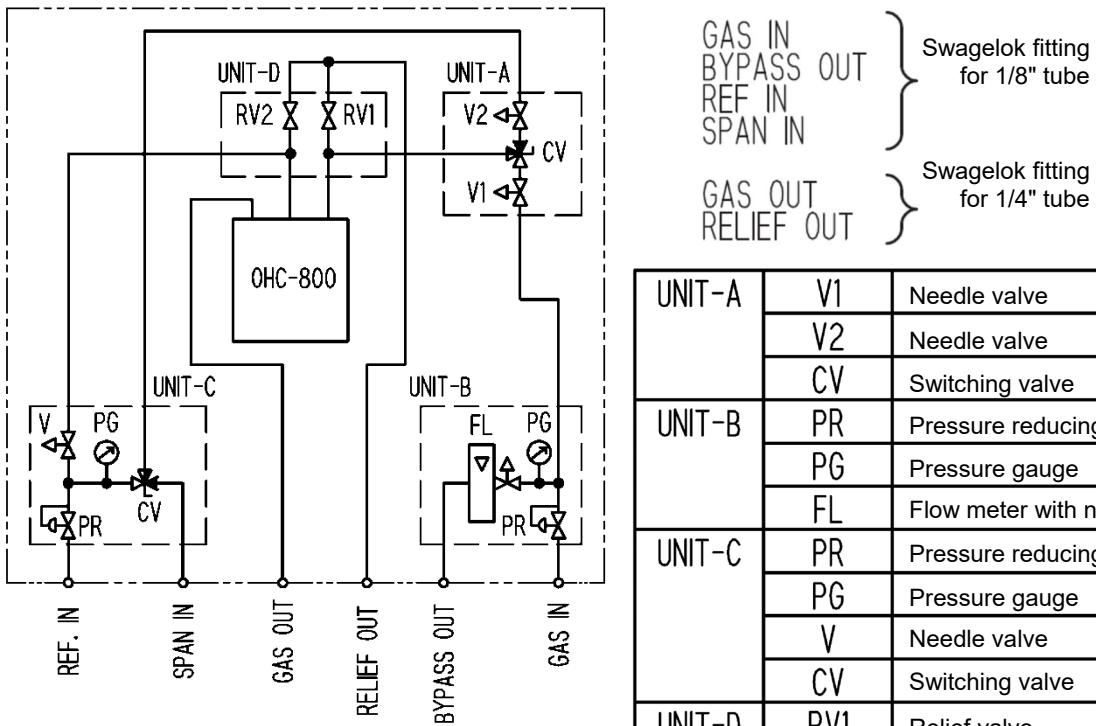 UNIT-D
UNIT-A
RV2
RV1
V2
CV
V1
OHC-800
UNIT-C
UNIT-B
V
PG
CV
PR
FL
PG
PR
REF. IN
SPAN IN
GAS OUT
RELIEF OUT
BYPASS OUT
GAS IN
GAS IN
BYPASS OUT
REF IN
SPAN IN
Swagelok fitting
for 1/8" tube
GAS OUT
RELIEF OUT
Swagelok fitting
for 1/4" tube
UNIT-A V1 Needle valve
V2 Needle valve
CV Switching valve
UNIT-B PR Pressure reducing
PG Pressure gauge
FL Flow meter with
UNIT-C PR Pressure reducing
PG Pressure gauge
V Needle valve
CV Switching valve
UNIT-D RV1 Relief valve